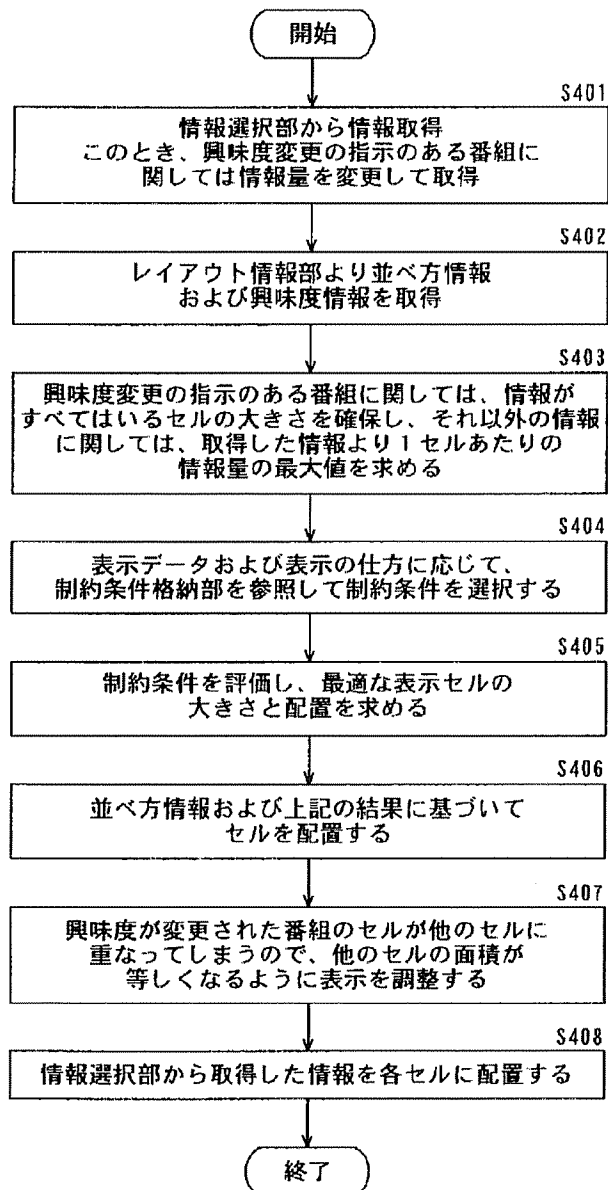 開始
S401
情報選択部から情報取得
このとき、興味度変更の指示のある番組に
関しては情報量を変更して取得
S402
レイアウト情報部より並べ方情報
および興味度情報を取得
S403
興味度変更の指示のある番組に関しては、情報が
すべてはいるセルの大きさを確保し、それ以外の情報
に関しては、取得した情報より1セルあたりの
情報量の最大値を求める
S404
表示データおよび表示の仕方に応じて、
制約条件格納部を参照して制約条件を選択する
S405
制約条件を評価し、最適な表示セルの
大きさと配置を求める
S406
並べ方情報および上記の結果に基づいて
セルを配置する
S407
興味度が変更された番組のセルが他のセルに
重なってしまうので、他のセルの面積が
等しくなるように表示を調整する
S408
情報選択部から取得した情報を各セルに配置する
終了